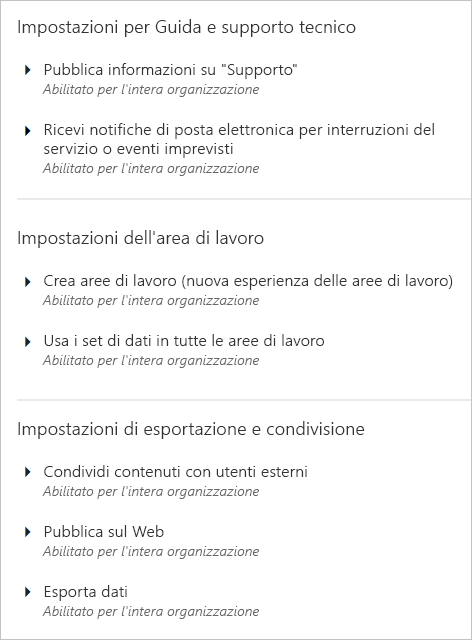 Impostazioni per Guida e supporto tecnico
Pubblica informazioni su "Supporto"
Abilitato per l'intera organizzazione
Ricevi notifiche di posta elettronica per interruzioni del
servizio o eventi imprevisti
Abilitato per l'intera organizzazione
Impostazioni dell'area di lavoro
Crea aree di lavoro (nuova esperienza delle aree di lavoro)
Abilitato per l'intera organizzazione
Usa i set di dati in tutte le aree di lavoro
Abilitato per l'intera organizzazione
Impostazioni di esportazione e condivisione
Condividi contenuti con utenti esterni
Abilitato per l'intera organizzazione
Pubblica sul Web
Abilitato per l'intera organizzazione
Esporta dati
Abilitato per l'intera organizzazione